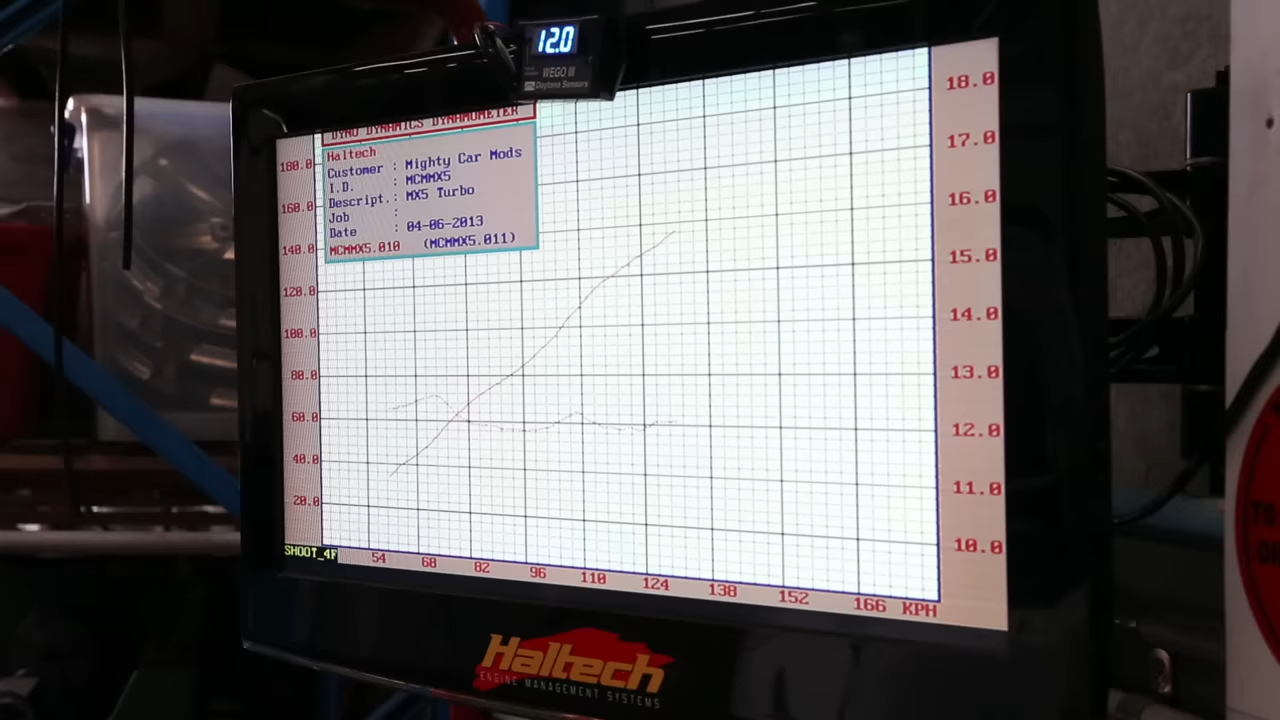 12.0
WEGO III
Daytona Sensors
DYNO DYNAMICS DYNAMOMETER
Haltech
Customer : Mighty Car Mods
I.D. : MCMMX5
Descript.: MX5 Turbo
Job :
Date : 04-06-2013
MCMMX5.010 (MCMMX5.011)
180.0
160.0
140.0
120.0
100.0
80.0
60.0
40.0
20.0
18.0
17.0
16.0
15.0
14.0
13.0
12.0
11.0
10.0
SHOOT_4F
54 68 82 96 110 124 138 152 166 KPH
Haltech
ENGINE MANAGEMENT SYSTEMS